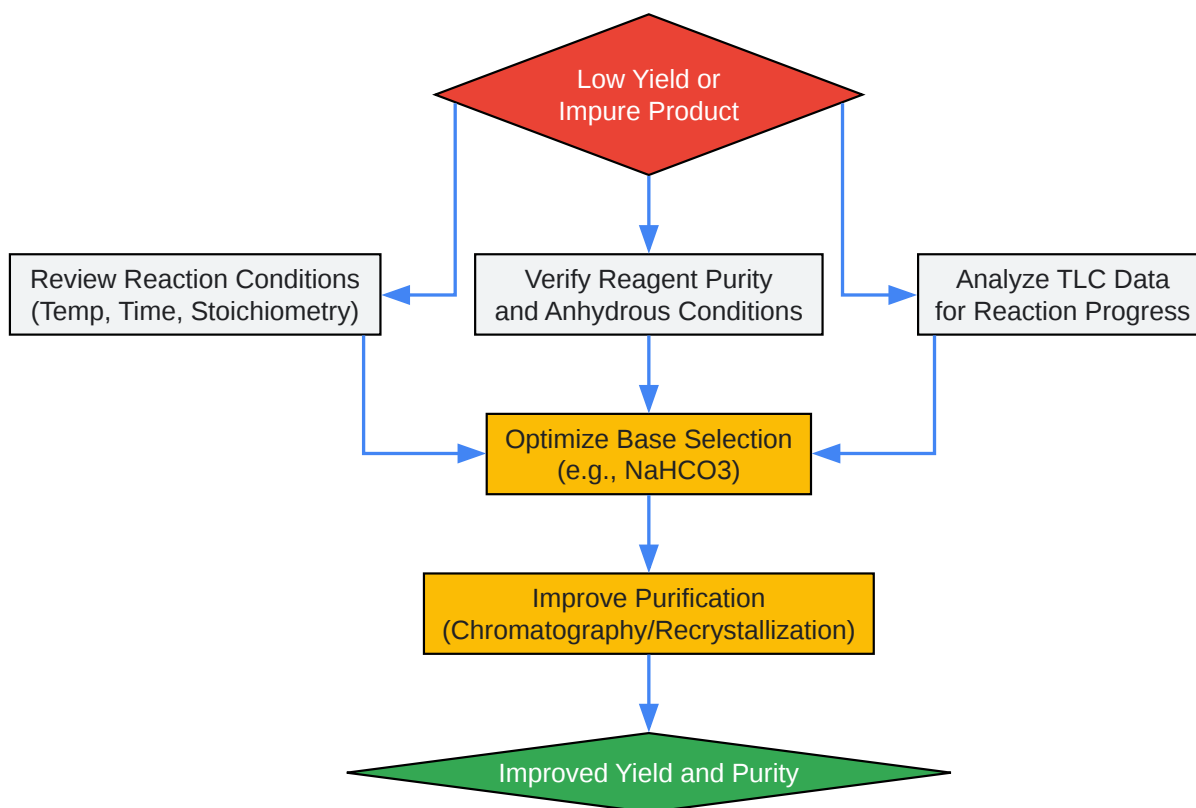 Low Yield or
Impure Product
Review Reaction Conditions
(Temp, Time, Stoichiometry)
Verify Reagent Purity
and Anhydrous Conditions
Analyze TLC Data
for Reaction Progress
Optimize Base Selection
(e.g., NaHCO3)
Improve Purification
(Chromatography/Recrystallization)
Improved Yield and Purity